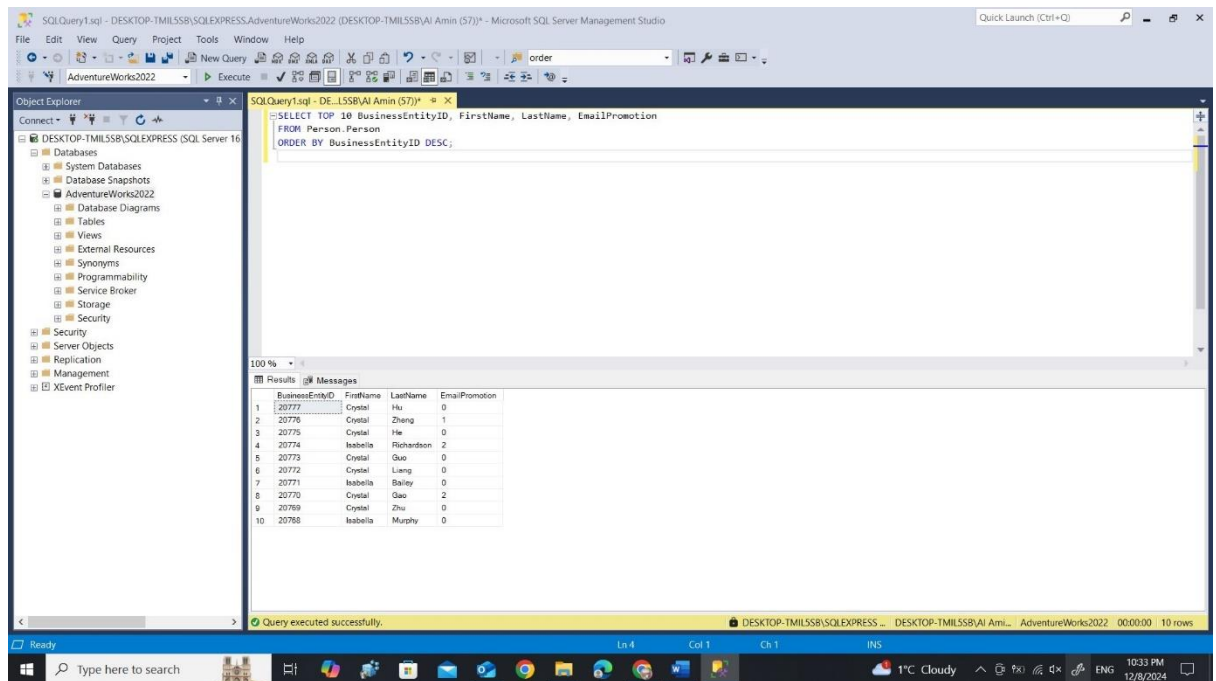 SQLQuery1.sql - DESKTOP-TMIL5SB\SQLEXPRESS.AdventureWorks2022 (DESKTOP-TMIL5SB\Al Amin (57))* - Microsoft SQL Server Management Studio
Quick Launch (Ctrl+Q)
File Edit View Query Project Tools Window Help
New Query
order
AdventureWorks2022
Execute
Object Explorer
SQLQuery1.sql - DE...L5SB\Al Amin (57))*
Connect
DESKTOP-TMIL5SB\SQLEXPRESS (SQL Server 16
Databases
System Databases
Database Snapshots
AdventureWorks2022
Database Diagrams
Tables
Views
External Resources
Synonyms
Programmability
Service Broker
Storage
Security
Security
Server Objects
Replication
Management
XEvent Profiler
SELECT TOP 10 BusinessEntityID, FirstName, LastName, EmailPromotion
FROM Person.Person
ORDER BY BusinessEntityID DESC;
100 %
Results Messages
BusinessEntityID FirstName LastName EmailPromotion
1 20777 Crystal Hu 0
2 20776 Crystal Zheng 1
3 20775 Crystal He 0
4 20774 Isabella Richardson 2
5 20773 Crystal Guo 0
6 20772 Crystal Liang 0
7 20771 Isabella Bailey 0
8 20770 Crystal Gao 2
9 20769 Crystal Zhu 0
10 20768 Isabella Murphy 0
Query executed successfully.
DESKTOP-TMIL5SB\SQLEXPRESS ... DESKTOP-TMIL5SB\Al Ami... AdventureWorks2022 00:00:00 10 rows
Ready
Ln 4 Col 1 Ch 1 INS
Type here to search
1°C Cloudy
ENG
10:33 PM
12/8/2024